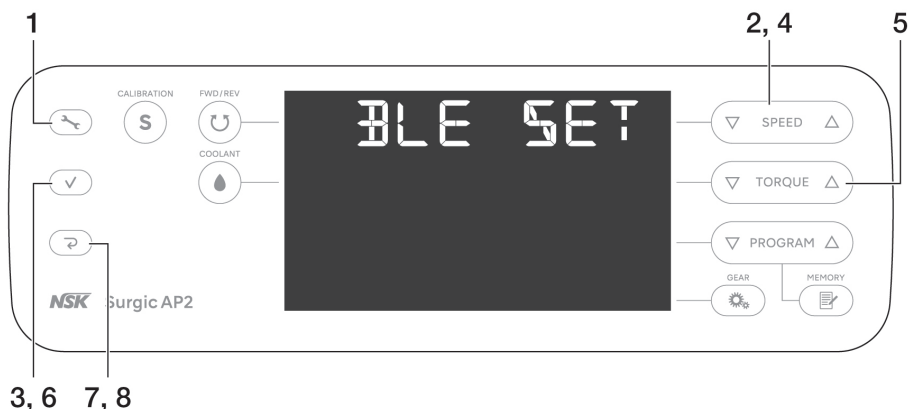 1
2, 4
5
CALIBRATION
FWD/REV
S
BLE SET
SPEED
COOLANT
TORQUE
PROGRAM
GEAR
MEMORY
NSK Surgic AP2
3, 6
7, 8